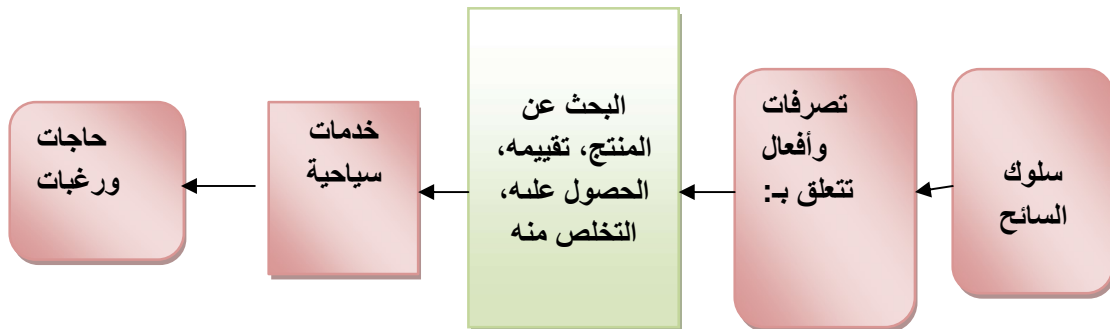 سلوك
السائح
تصرفات
وأفعال
تتعلق بـ:
البحث عن
المنتج، تقييمه،
الحصول عليه،
التخلص منه
خدمات
سياحية
حاجات
ورغبات